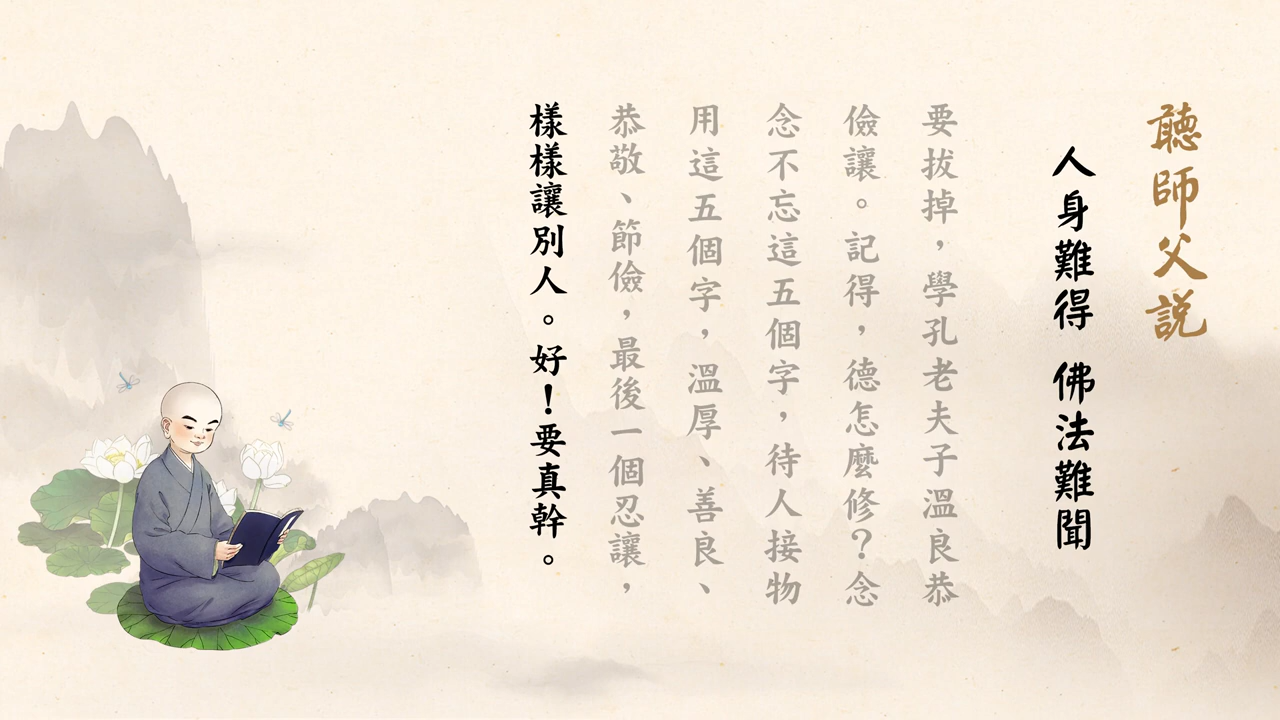 聽師父説
人身難得 佛法難聞
要拔掉，學孔老夫子溫良恭
儉讓。記得，德怎麼修？念
念不忘這五個字，待人接物
用這五個字，溫厚、善良、
恭敬、節儉，最後一個忍讓，
樣樣讓別人。好！要真幹。